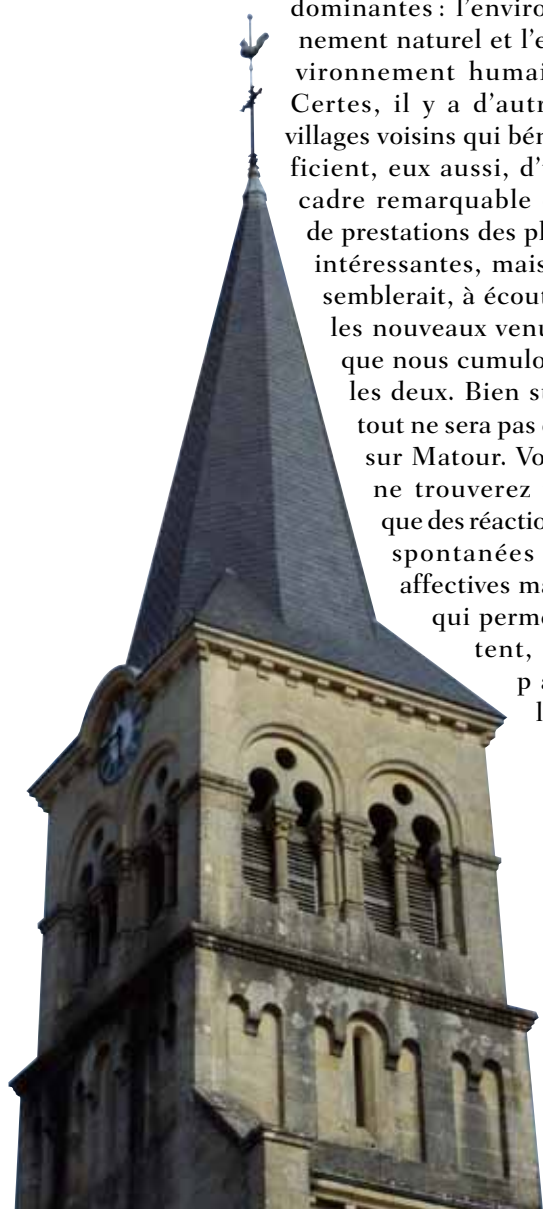 dominantes : l'enviro
nement naturel et l'e
vironnement humai
Certes, il y a d'autr
villages voisins qui bén
ficient, eux aussi, d'
cadre remarquable
de prestations des pl
intéressantes, mais
semblerait, à écout
les nouveaux venu
que nous cumulo
les deux. Bien s
tout ne sera pas
sur Matour. Vo
ne trouverez
que des réactio
spontanées
affectives ma
qui perme
tent,
p a
l